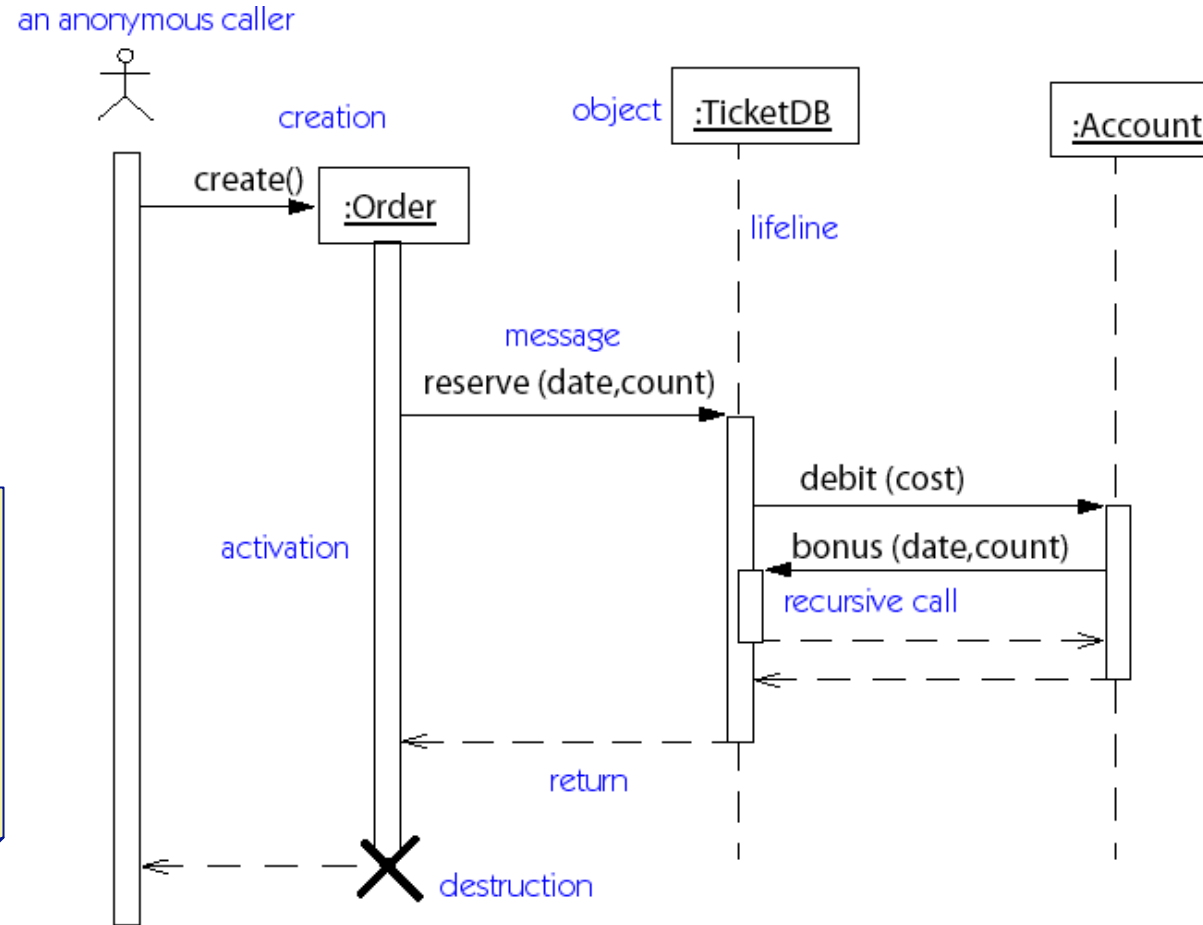 an anonymous caller
creation
object
:TicketDB
:Account
create()
:Order
lifeline
message
reserve (date,count)
debit (cost)
activation
bonus (date,count)
recursive call
return
destruction